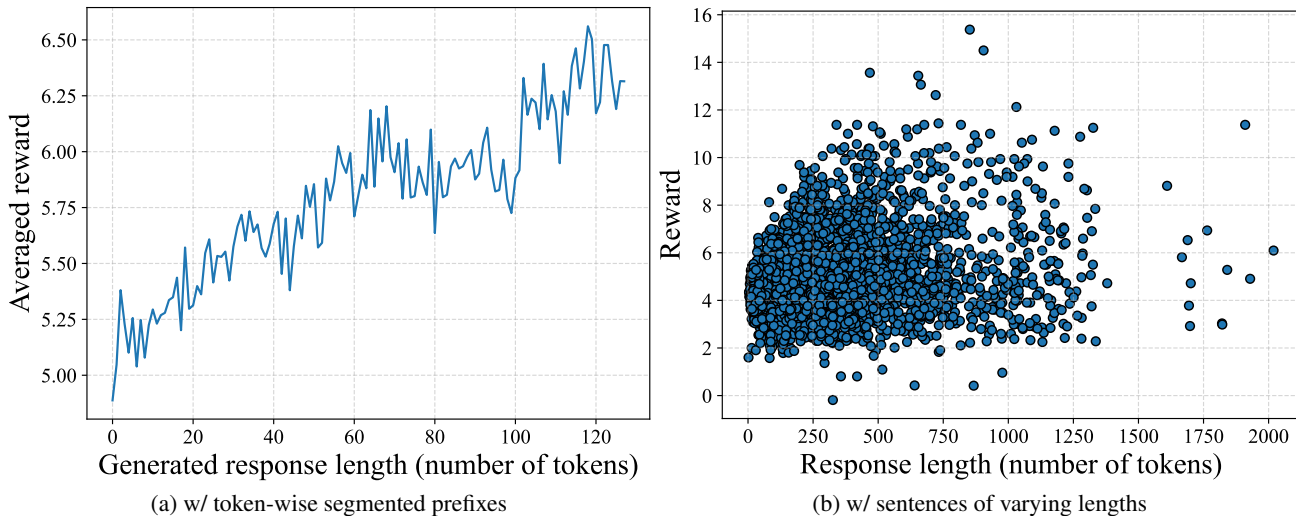 6.50
6.25
6.00
5.75
5.50
5.25
5.00
Averaged reward
0 20 40 60 80 100 120
Generated response length (number of tokens)
(a) w/ token-wise segmented prefixes
16
14
12
10
8
6
4
2
0
Reward
0 250 500 750 1000 1250 1500 1750 2000
Response length (number of tokens)
(b) w/ sentences of varying lengths